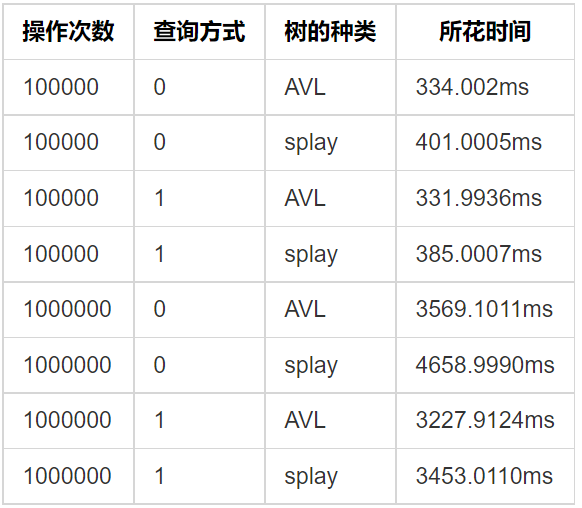 操作次数 查询方式 树的种类 所花时间
100000 0 AVL 334.002ms
100000 0 splay 401.0005ms
100000 1 AVL 331.9936ms
100000 1 splay 385.0007ms
1000000 0 AVL 3569.1011ms
1000000 0 splay 4658.9990ms
1000000 1 AVL 3227.9124ms
1000000 1 splay 3453.0110ms